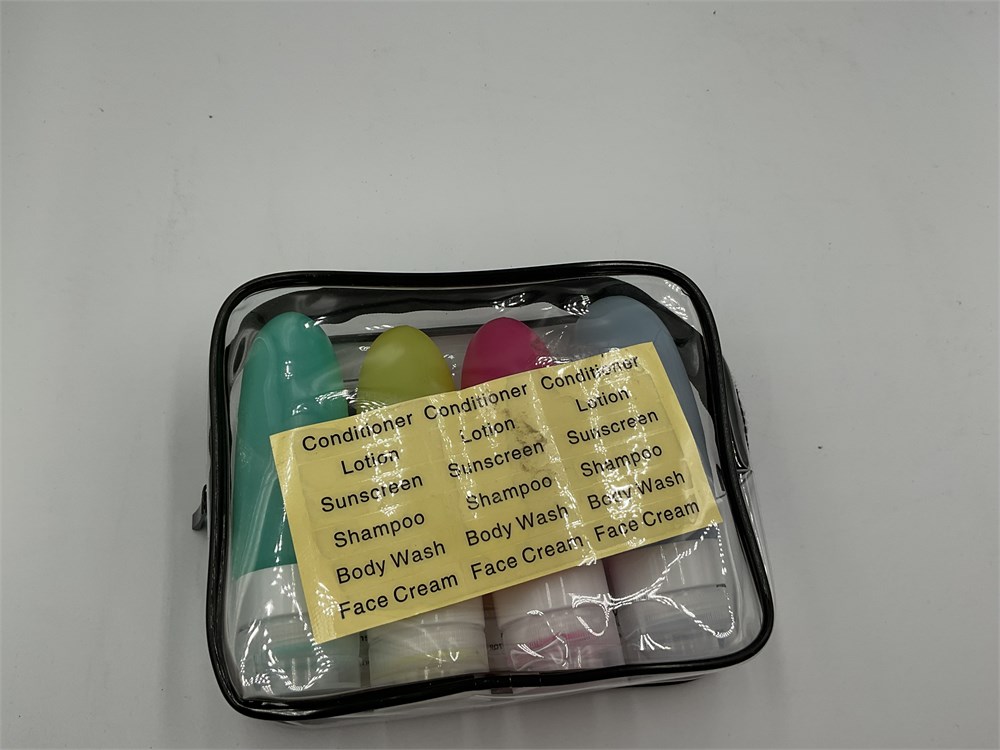 Conditioner Conditioner Conditioner
Lotion Lotion Lotion
Sunscreen Sunscreen Sunscreen
Shampoo Shampoo Shampoo
Body Wash Body Wash Body Wash
Face Cream Face Cream Face Cream